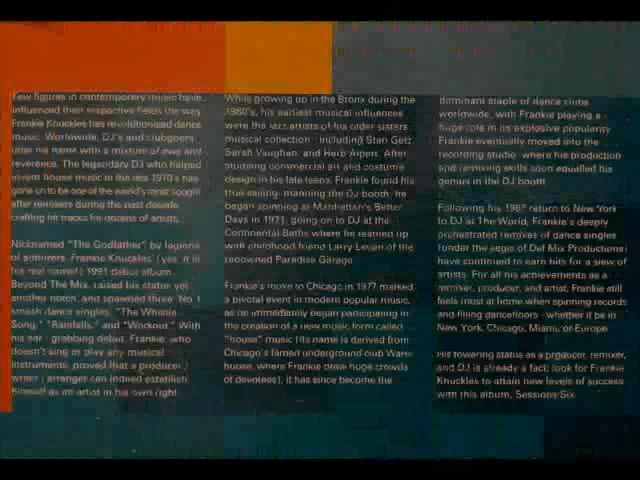 Few figures in contemporary music have
influenced their respective fields the way
Frankie Knuckles has revolutionised dance
music. Worldwide, DJ's and clubgoers
utter his name with a mixture of awe and
reverence. The legendary DJ who helped
invent house music in the late 1970's has
gone on to be one of the world's most sought
after remixers during the past decade,
crafting hit tracks for dozens of artists.
Nicknamed "The Godfather" by legions
of admirers, Frankie Knuckles' (yes, it is
his real name!) 1991 debut album,
Beyond The Mix, raised his status yet
another notch, and spawned three No. 1
smash dance singles, "The Whistle
Song," "Rainfalls," and "Workout." With
his ear - grabbing debut, Frankie, who
doesn't sing or play any musical
instruments, proved that a producer /
writer / arranger can indeed establish
himself as an artist in his own right.
While growing up in the Bronx during the
1960's, his earliest musical influences
were the jazz artists of his older sisters
musical collection - including Stan Getz,
Sarah Vaughan, and Herb Alpert. After
studying commercial art and costume
design in his late teens, Frankie found his
true calling: manning the DJ booth. he
began spinning at Manhattan's Better
Days in 1971, going on to DJ at the
Continental Baths where he teamed up
with childhood friend Larry Levan of the
renowned Paradise Garage.
Frankie's move to Chicago in 1977 marked
a pivotal event in modern popular music,
as he immediately began participating in
the creation of a new music form called
"house" music (its name is derived from
Chicago's famed underground club Ware-
house, where Frankie drew huge crowds
of devotees), it has since become the
dominant staple of dance clubs
worldwide, with Frankie playing a
huge role in its explosive popularity.
Frankie eventually moved into the
recording studio, where his production
and remixing skills soon equalled his
genius in the DJ booth.
Following his 1987 return to New York
to DJ at The World, Frankie's deeply
orchestrated remixes of dance singles
(under the aegis of Def Mix Productions)
have continued to earn hits for a slew of
artists. For all his achievements as a
remixer, producer, and artist, Frankie still
feels most at home when spinning records
and filling dancefloors - whether it be in
New York, Chicago, Miami, or Europe.
His towering status as a producer, remixer,
and DJ is already a fact; look for Frankie
Knuckles to attain new levels of success
with this album, Sessions Six.